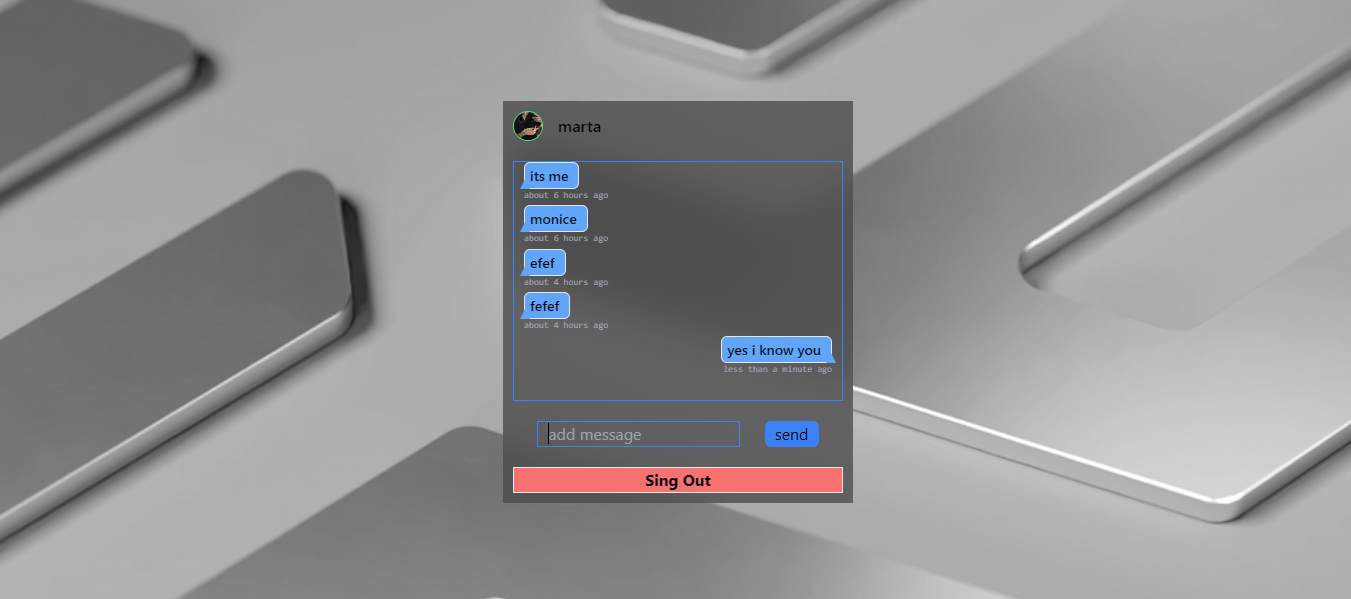 marta
its me
about 6 hours ago
monice
about 6 hours ago
efef
about 4 hours ago
fefef
about 4 hours ago
yes i know you
less than a minute ago
add message
send
Sing Out